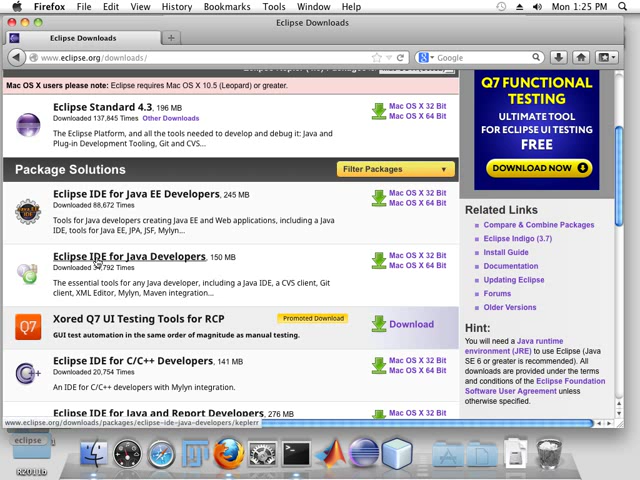 Firefox File Edit View History Bookmarks Tools Window Help Mon 1:25 PM
Eclipse Downloads
Eclipse Downloads
www.eclipse.org/downloads/
Google
Mac OS X users please note: Eclipse requires Mac OS X 10.5 (Leopard) or greater.
Eclipse Standard 4.3, 196 MB
Downloaded 137,845 Times Other Downloads
The Eclipse Platform, and all the tools needed to develop and debug it: Java and
Plug-in Development Tooling, Git and CVS...
Mac OS X 32 Bit
Mac OS X 64 Bit
Package Solutions
Filter Packages
Eclipse IDE for Java EE Developers, 245 MB
Downloaded 88,672 Times
Tools for Java developers creating Java EE and Web applications, including a Java
IDE, tools for Java EE, JPA, JSF, Mylyn...
Mac OS X 32 Bit
Mac OS X 64 Bit
Eclipse IDE for Java Developers, 150 MB
Downloaded Times
The essential tools for any Java developer, including a Java IDE, a CVS client, Git
client, XML Editor, Mylyn, Maven integration...
Mac OS X 32 Bit
Mac OS X 64 Bit
Xored Q7 UI Testing Tools for RCP
Promoted Download
GUI test automation in the same order of magnitude as manual testing.
Q7
Download
Eclipse IDE for C/C++ Developers, 141 MB
Downloaded 20,754 Times
An IDE for C/C++ developers with Mylyn integration.
Mac OS X 32 Bit
Mac OS X 64 Bit
Eclipse IDE for Java and Report Developers, 276 MB
Mac OS X 32 Bit
www.eclipse.org/downloads/packages/eclipse-ide-java-developers/keplerr
Q7 FUNCTIONAL
TESTING
ULTIMATE TOOL
FOR ECLIPSE UI TESTING
FREE
DOWNLOAD NOW
Related Links
Compare & Combine Packages
Eclipse Indigo (3.7)
Install Guide
Documentation
Updating Eclipse
Forums
Older Versions
Hint:
You will need a Java runtime
environment (JRE) to use Eclipse (Java
SE 6 or greater is recommended). All
downloads are provided under the terms
and conditions of the Eclipse Foundation
Software User Agreement unless
otherwise specified.
eclipse
R2011b